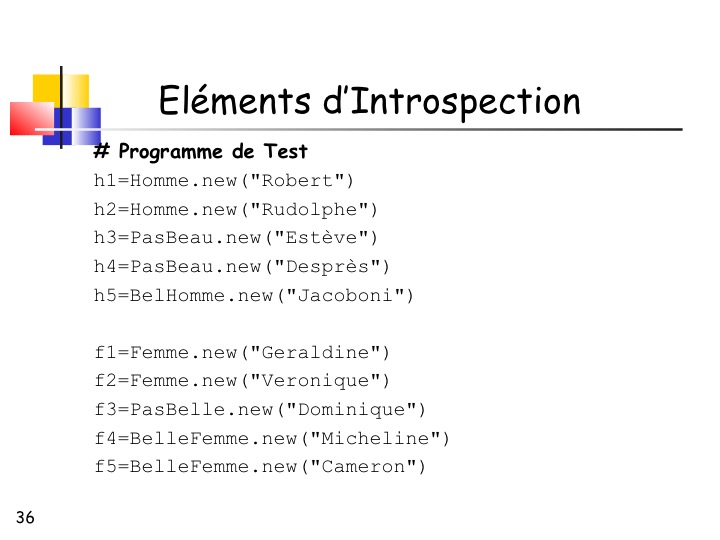 Eléments d’Introspection
# Programme de Test
h1=Homme.new("Robert")
h2=Homme.new("Rudolphe")
h3=PasBeau.new("Estève")
h4=PasBeau.new("Desprès")
h5=BelHomme.new("Jacoboni")
f1=Femme.new("Geraldine")
f2=Femme.new("Veronique")
f3=PasBelle.new("Dominique")
f4=BelleFemme.new("Micheline")
f5=BelleFemme.new("Cameron")
36